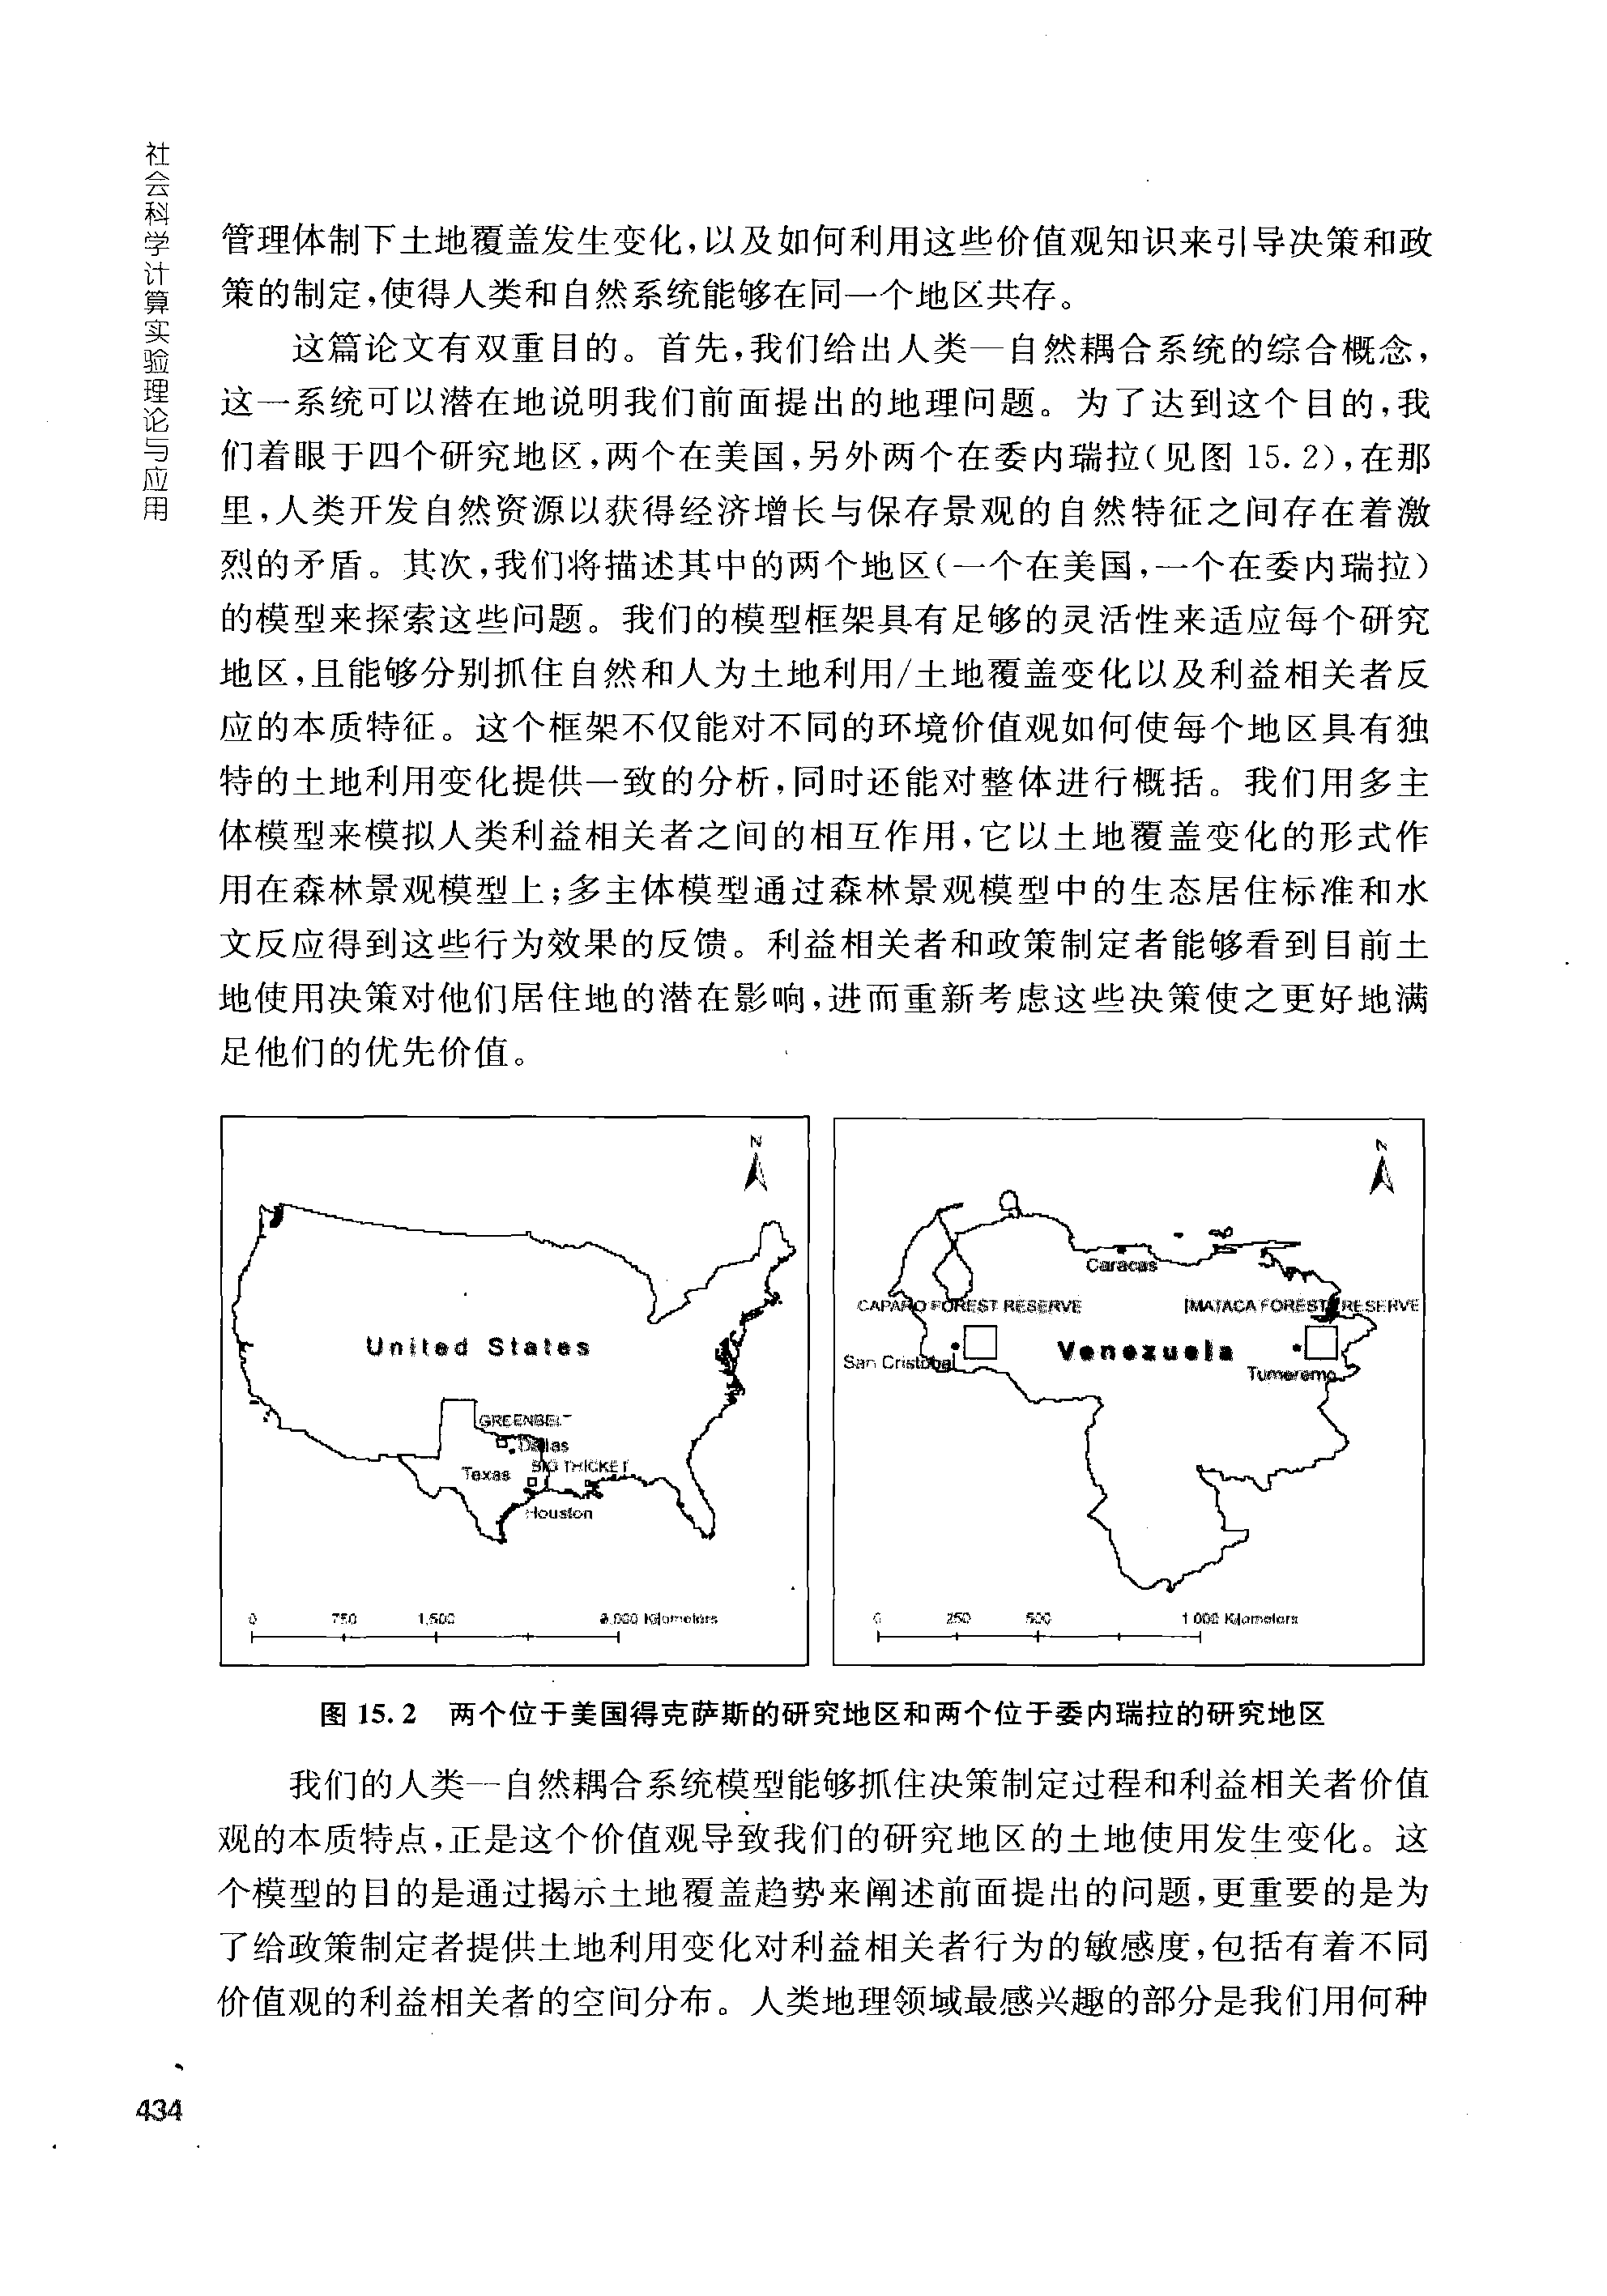 社会科学计算实验理论与应用
管理体制下土地覆盖发生变化,以及如何利用这些价值观知识来引导决策和政
策的制定,使得人类和自然系统能够在同一个地区共存。
这篇论文有双重目的。首先,我们给出人类—自然耦合系统的综合概念,
这一系统可以潜在地说明我们前面提出的地理问题。为了达到这个目的,我
们着眼于四个研究地区,两个在美国,另外两个在委内瑞拉(见图 15.2),在那
里,人类开发自然资源以获得经济增长与保存景观的自然特征之间存在着激
烈的矛盾。其次,我们将描述其中的两个地区(一个在美国,一个在委内瑞拉)
的模型来探索这些问题。我们的模型框架具有足够的灵活性来适应每个研究
地区,且能够分别抓住自然和人为土地利用/土地覆盖变化以及利益相关者反
应的本质特征。这个框架不仅能对不同的环境价值观如何使每个地区具有独
特的土地利用变化提供一致的分析,同时还能对整体进行概括。我们用多主
体模型来模拟人类利益相关者之间的相互作用,它以土地覆盖变化的形式作
用在森林景观模型上;多主体模型通过森林景观模型中的生态居住标准和水
文反应得到这些行为效果的反馈。利益相关者和政策制定者能够看到目前土
地使用决策对他们居住地的潜在影响,进而重新考虑这些决策使之更好地满
足他们的优先价值。
N
United States
GREENBELT
Dallas
Texas
BIG THICKET
Houston
0 750 1,500 3,000 Kilometers
N
Caracas
CAPARO FOREST RESERVE
IMATACA FOREST RESERVE
San Cristobal
Venezuela
Tumeremo
0 250 500 1 000 Kilometers
图 15.2 两个位于美国得克萨斯的研究地区和两个位于委内瑞拉的研究地区
我们的人类—自然耦合系统模型能够抓住决策制定过程和利益相关者价值
观的本质特点,正是这个价值观导致我们的研究地区的土地使用发生变化。这
个模型的目的是通过揭示土地覆盖趋势来阐述前面提出的问题,更重要的是为
了给政策制定者提供土地利用变化对利益相关者行为的敏感度,包括有着不同
价值观的利益相关者的空间分布。人类地理领域最感兴趣的部分是我们用何种
434